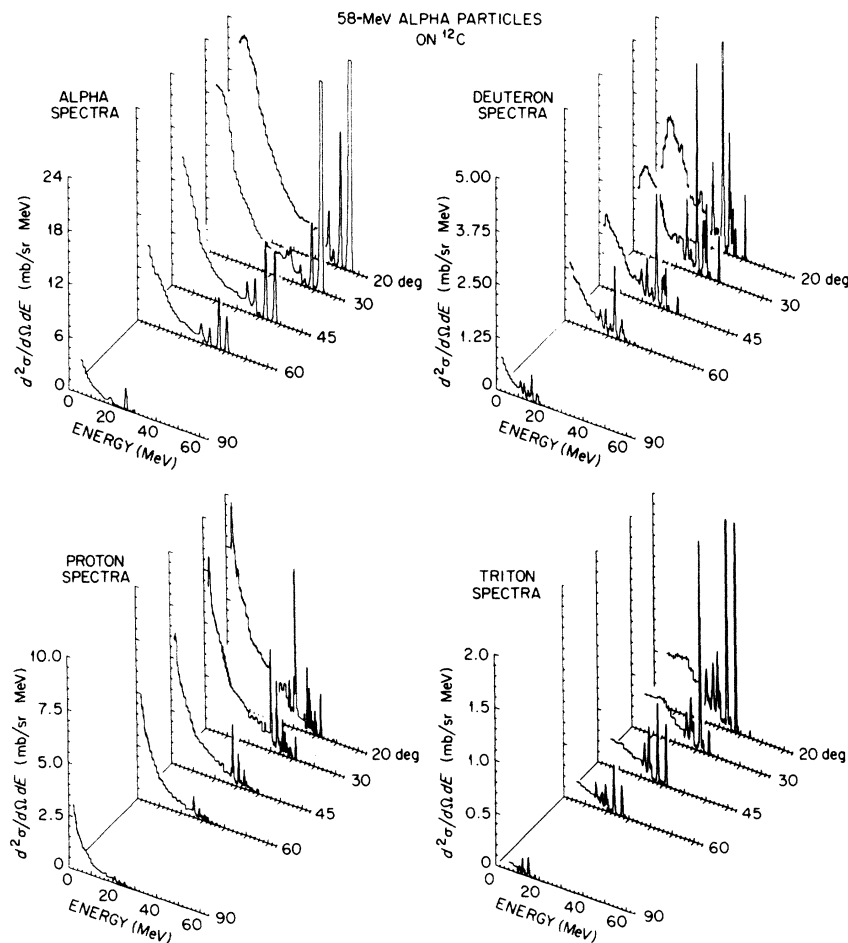 58-MeV ALPHA PARTICLES
ON ¹²C
ALPHA
SPECTRA
d²σ/dΩdE (mb/sr MeV)
24
18
12
6
0
0
20
40
60
ENERGY (MeV)
20 deg
30
45
60
90
DEUTERON
SPECTRA
d²σ/dΩdE (mb/sr MeV)
5.00
3.75
2.50
1.25
0
0
20
40
60
ENERGY (MeV)
20 deg
30
45
60
90
PROTON
SPECTRA
d²σ/dΩdE (mb/sr MeV)
10.0
7.5
5.0
2.5
0
0
20
40
60
ENERGY (MeV)
20 deg
30
45
60
90
TRITON
SPECTRA
d²σ/dΩdE (mb/sr MeV)
2.0
1.5
1.0
0.5
0
0
20
40
60
ENERGY (MeV)
20 deg
30
45
60
90